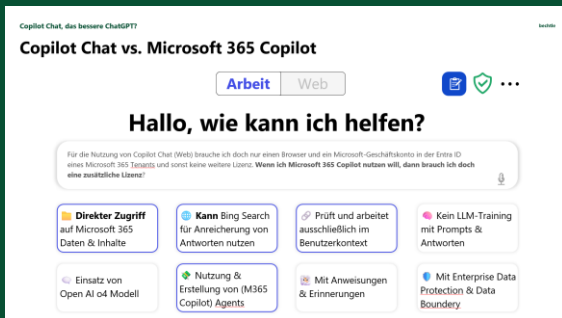 Copilot Chat, das bessere ChatGPT?
bechtle
Copilot Chat vs. Microsoft 365 Copilot
Arbeit
Web
Hallo, wie kann ich helfen?
Für die Nutzung von Copilot Chat (Web) brauche ich doch nur einen Browser und ein Microsoft-Geschäftskonto in der Entra ID
eines Microsoft 365 Tenants und sonst keine weitere Lizenz. Wenn ich Microsoft 365 Copilot nutzen will, dann brauch ich doch
eine zusätzliche Lizenz?
Direkter Zugriff
auf Microsoft 365
Daten & Inhalte
Kann Bing Search
für Anreicherung von
Antworten nutzen
Prüft und arbeitet
ausschließlich im
Benutzerkontext
Kein LLM-Training
mit Prompts &
Antworten
Einsatz von
Open AI o4 Modell
Nutzung &
Erstellung von (M365
Copilot) Agents
Mit Anweisungen
& Erinnerungen
Mit Enterprise Data
Protection & Data
Boundery